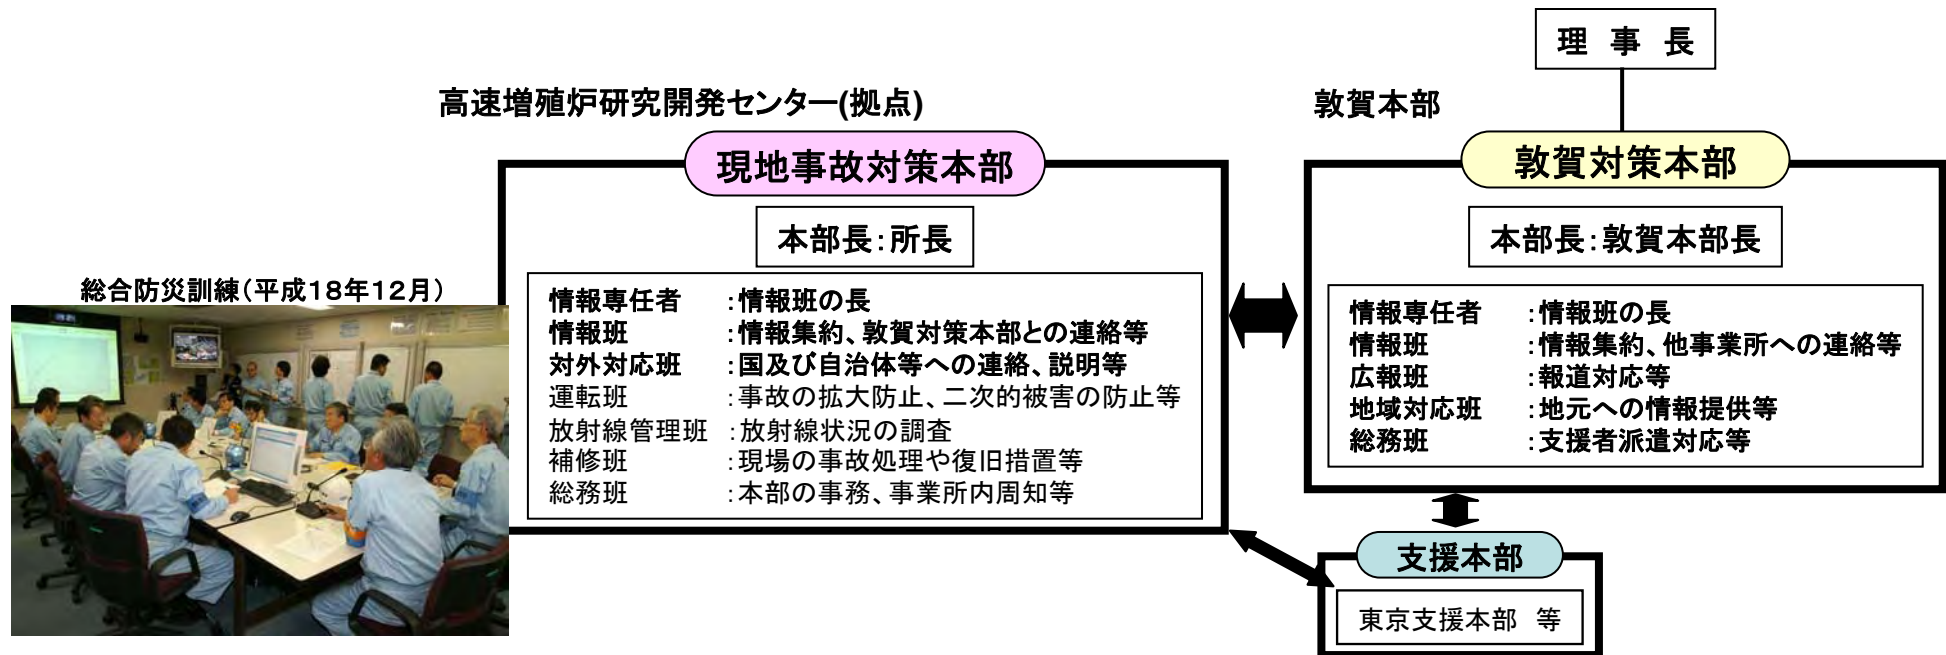 理 事 長
高速増殖炉研究開発センター(拠点)
敦賀本部
現地事故対策本部
本部長:所長
情報専任者 :情報班の長
情報班 :情報集約、敦賀対策本部との連絡等
対外対応班 :国及び自治体等への連絡、説明等
運転班 :事故の拡大防止、二次的被害の防止等
放射線管理班 :放射線状況の調査
補修班 :現場の事故処理や復旧措置等
総務班 :本部の事務、事業所内周知等
総合防災訓練(平成18年12月)
敦賀対策本部
本部長:敦賀本部長
情報専任者 :情報班の長
情報班 :情報集約、他事業所への連絡等
広報班 :報道対応等
地域対応班 :地元への情報提供等
総務班 :支援者派遣対応等
支援本部
東京支援本部 等